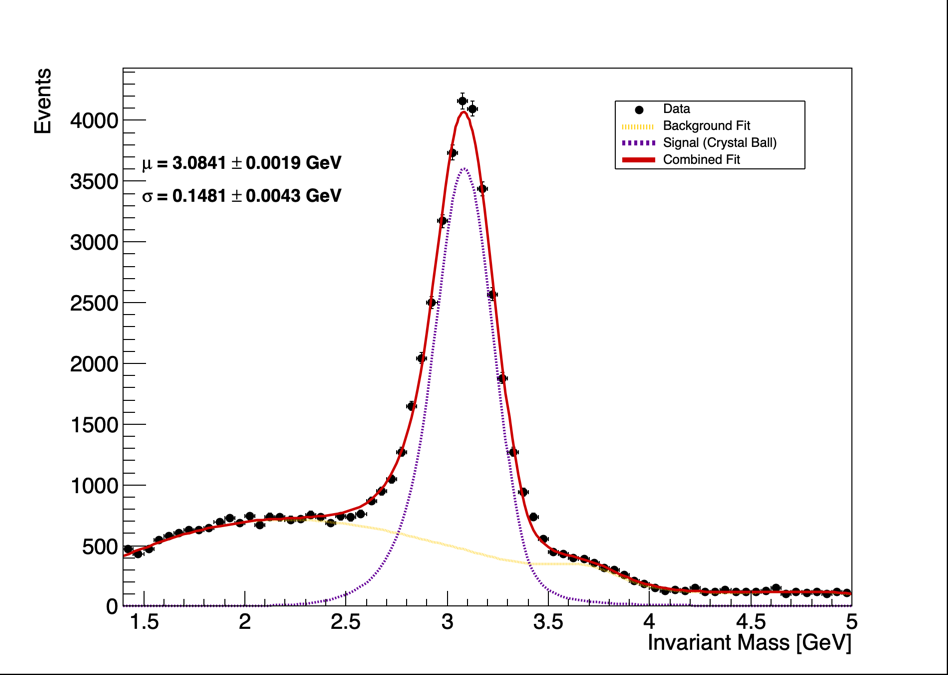 Events
4000
3500
3000
2500
2000
1500
1000
500
0
μ = 3.0841 ± 0.0019 GeV
σ = 0.1481 ± 0.0043 GeV
Data
Background Fit
Signal (Crystal Ball)
Combined Fit
1.5 2 2.5 3 3.5 4 4.5 5
Invariant Mass [GeV]